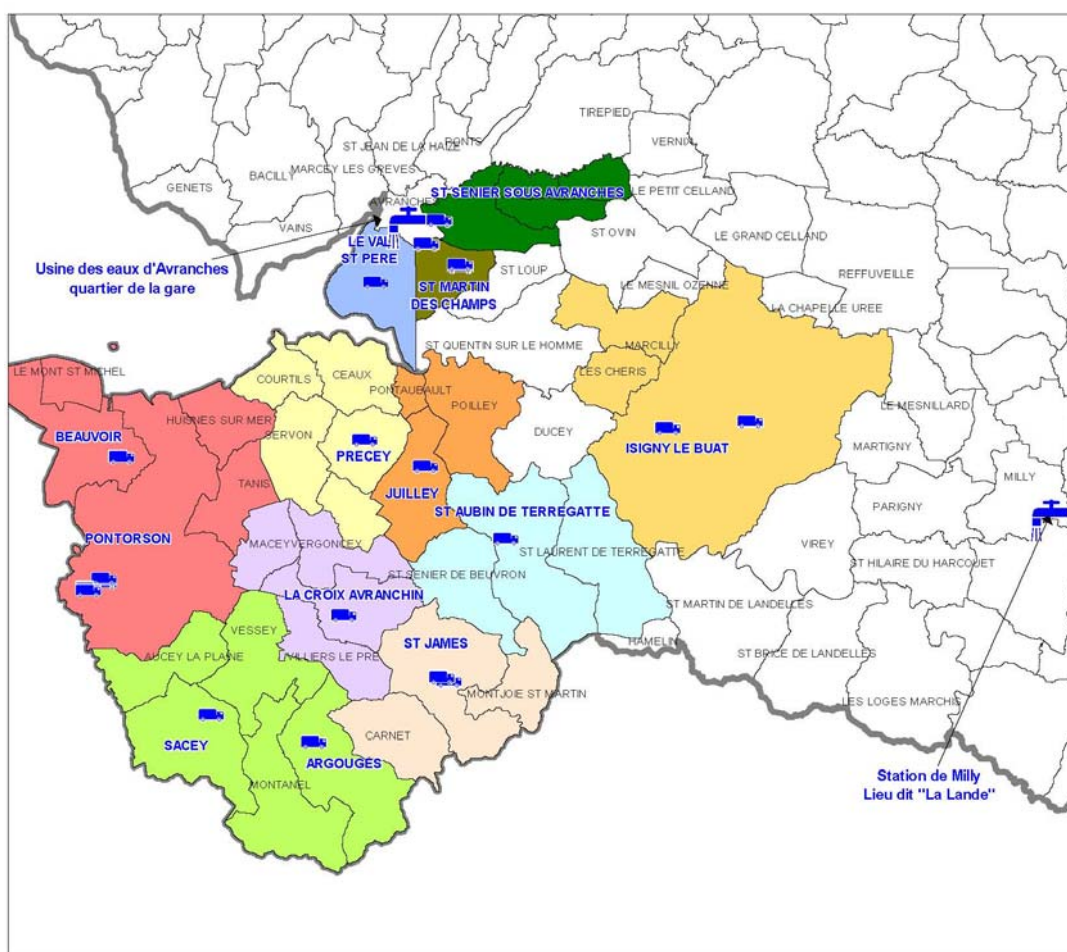 TIREPIED
PONTS
ST JEAN DE LA HAIZE
VERNIX
MARCEY LES GREVES
BACILLY
GENETS
ST SENIER SOUS AVRANCHES
LE PETIT CELLAND
AVRANCHES
VAINS
ST OVIN
LE GRAND CELLAND
LE VAL
ST PERE
Usine des eaux d'Avranches
quartier de la gare
ST LOUP
REFFUVEILLE
ST MARTIN
DES CHAMPS
LE MESNIL OZENNE
LA CHAPELLE UREE
ST QUENTIN SUR LE HOMME
MARCILLY
LE MONT ST MICHEL
COURTILS
CEAUX
LES CHERIS
PONTAUBAULT
POILLEY
LE MESNILLARD
HUISNES SUR MER
BEAUVOIR
SERVON
DUCEY
PRECEY
ISIGNY LE BUAT
MARTIGNY
TANIS
JUILLEY
MILLY
ST AUBIN DE TERREGATTE
PARIGNY
PONTORSON
MACEY
VERGONCEY
ST LAURENT DE TERREGATTE
VIREY
ST HILAIRE DU HARCOUET
ST SENIER DE BEUVRON
LA CROIX AVRANCHIN
ST MARTIN DE LANDELLES
VESSEY
ST JAMES
HAMELIN
AUCEY LA PLAINE
VILLIERS LE PRE
ST BRICE DE LANDELLES
MONTJOIE ST MARTIN
LES LOGES MARCHIS
CARNET
SACEY
ARGOUGES
MONTANEL
Station de Milly
Lieu dit "La Lande"